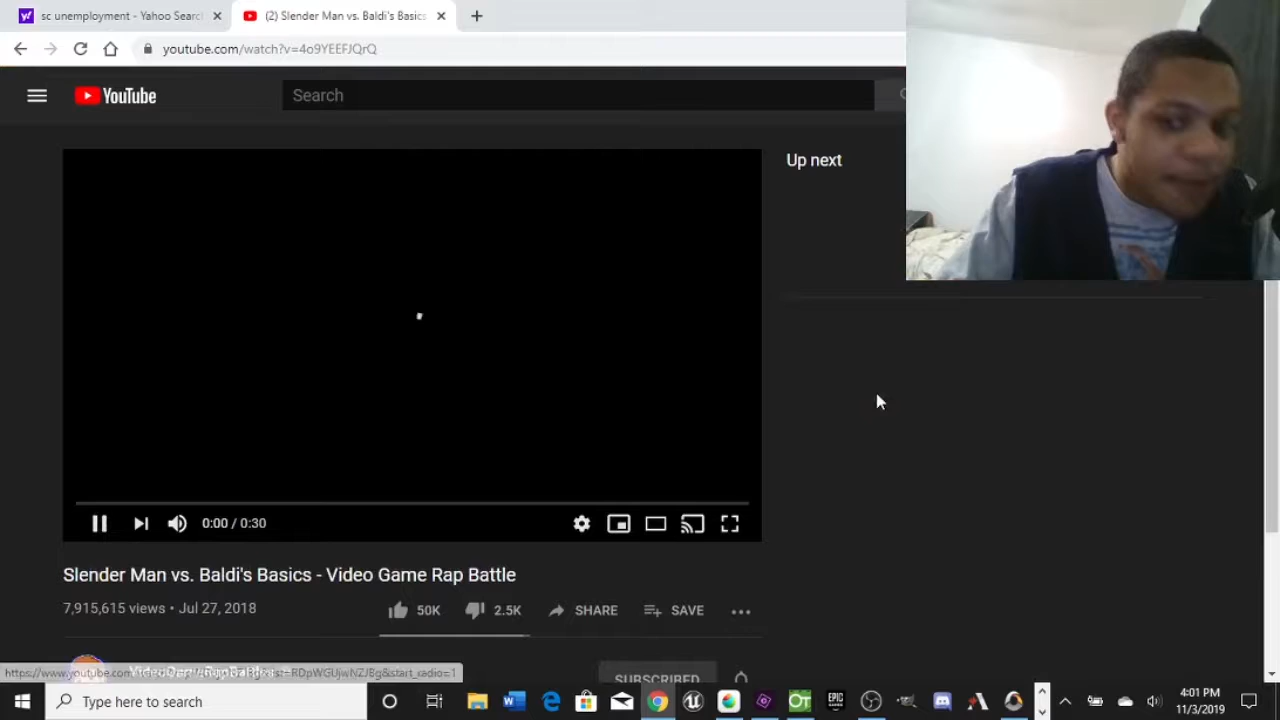 sc unemployment - Yahoo Searc
(2) Slender Man vs. Baldi's Basics
youtube.com/watch?v=4o9YEEFJQrQ
YouTube
Search
Up next
0:00 / 0:30
Slender Man vs. Baldi's Basics - Video Game Rap Battle
7,915,615 views • Jul 27, 2018
50K
2.5K
SHARE
SAVE
SUBSCRIBED
Type here to search
EPIC
4:01 PM
11/3/2019